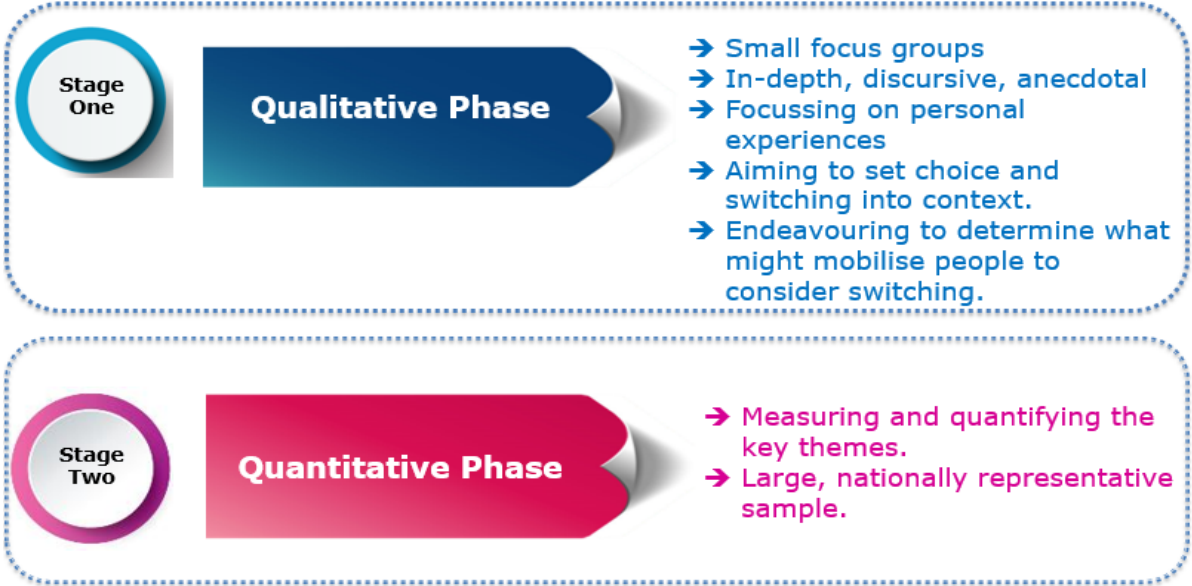 Stage
One
Qualitative Phase
➔ Small focus groups
➔ In-depth, discursive, anecdotal
➔ Focussing on personal
experiences
➔ Aiming to set choice and
switching into context.
➔ Endeavouring to determine what
might mobilise people to
consider switching.
Stage
Two
Quantitative Phase
➔ Measuring and quantifying the
key themes.
➔ Large, nationally representative
sample.